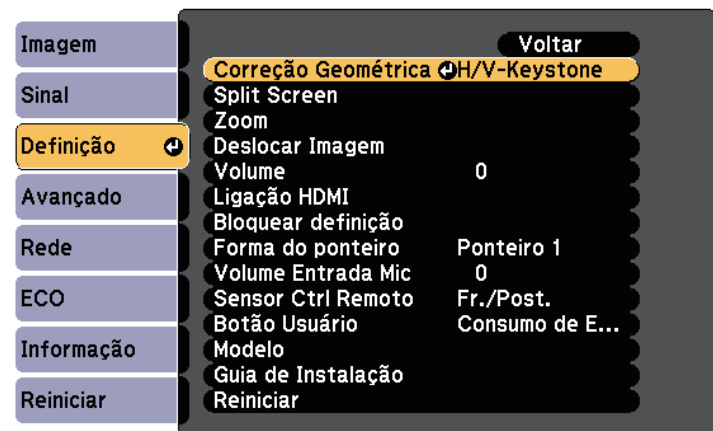 Imagem
Sinal
Definição
Avançado
Rede
ECO
Informação
Reiniciar
Voltar
Correção Geométrica H/V-Keystone
Split Screen
Zoom
Deslocar Imagem
Volume 0
Ligação HDMI
Bloquear definição
Forma do ponteiro Ponteiro 1
Volume Entrada Mic 0
Sensor Ctrl Remoto Fr./Post.
Botão Usuário Consumo de E...
Modelo
Guia de Instalação
Reiniciar